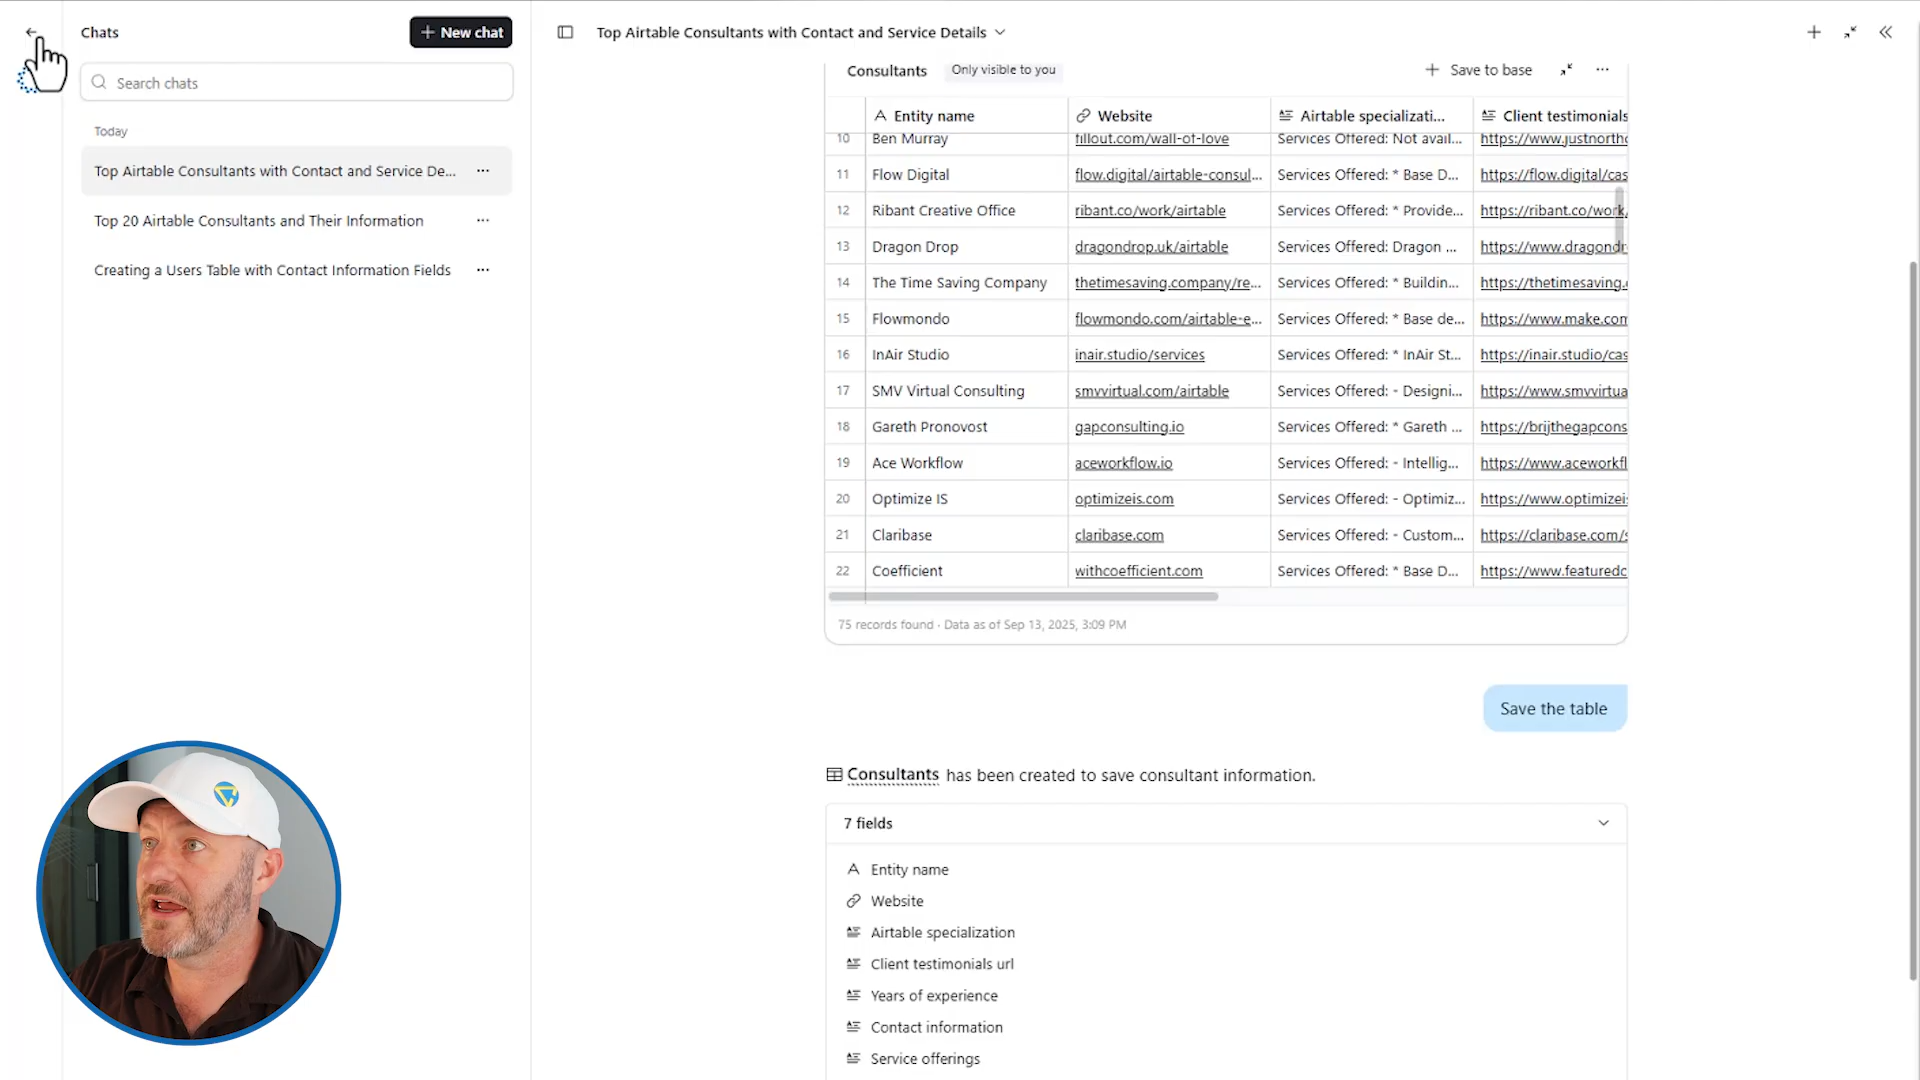 Chats
+ New chat
Search chats
Today
Top Airtable Consultants with Contact and Service De...
Top 20 Airtable Consultants and Their Information
Creating a Users Table with Contact Information Fields
Top Airtable Consultants with Contact and Service Details
Consultants Only visible to you + Save to base
Entity name Website Airtable specializati... Client testimonials
10 Ben Murray fillout.com/wall-of-love Services Offered: Not avail... https://www.justnorth
11 Flow Digital flow.digital/airtable-consul... Services Offered: * Base D... https://flow.digital/cas
12 Ribant Creative Office ribant.co/work/airtable Services Offered: * Provide... https://ribant.co/work/
13 Dragon Drop dragondrop.uk/airtable Services Offered: Dragon ... https://www.dragondr
14 The Time Saving Company thetimesaving.company/re... Services Offered: * Buildin... https://thetimesaving.
15 Flowmondo flowmondo.com/airtable-e... Services Offered: * Base de... https://www.make.com
16 InAir Studio inair.studio/services Services Offered: * InAir St... https://inair.studio/cas
17 SMV Virtual Consulting smvvirtual.com/airtable Services Offered: - Designi... https://www.smvvirtua
18 Gareth Pronovost gapconsulting.io Services Offered: * Gareth ... https://brijthegapcons
19 Ace Workflow aceworkflow.io Services Offered: - Intellig... https://www.aceworkfl
20 Optimize IS optimizeis.com Services Offered: - Optimiz... https://www.optimizei
21 Claribase claribase.com Services Offered: - Custom... https://claribase.com/
22 Coefficient withcoefficient.com Services Offered: * Base D... https://www.featuredc
75 records found · Data as of Sep 13, 2025, 3:09 PM
Save the table
Consultants has been created to save consultant information.
7 fields
Entity name
Website
Airtable specialization
Client testimonials url
Years of experience
Contact information
Service offerings